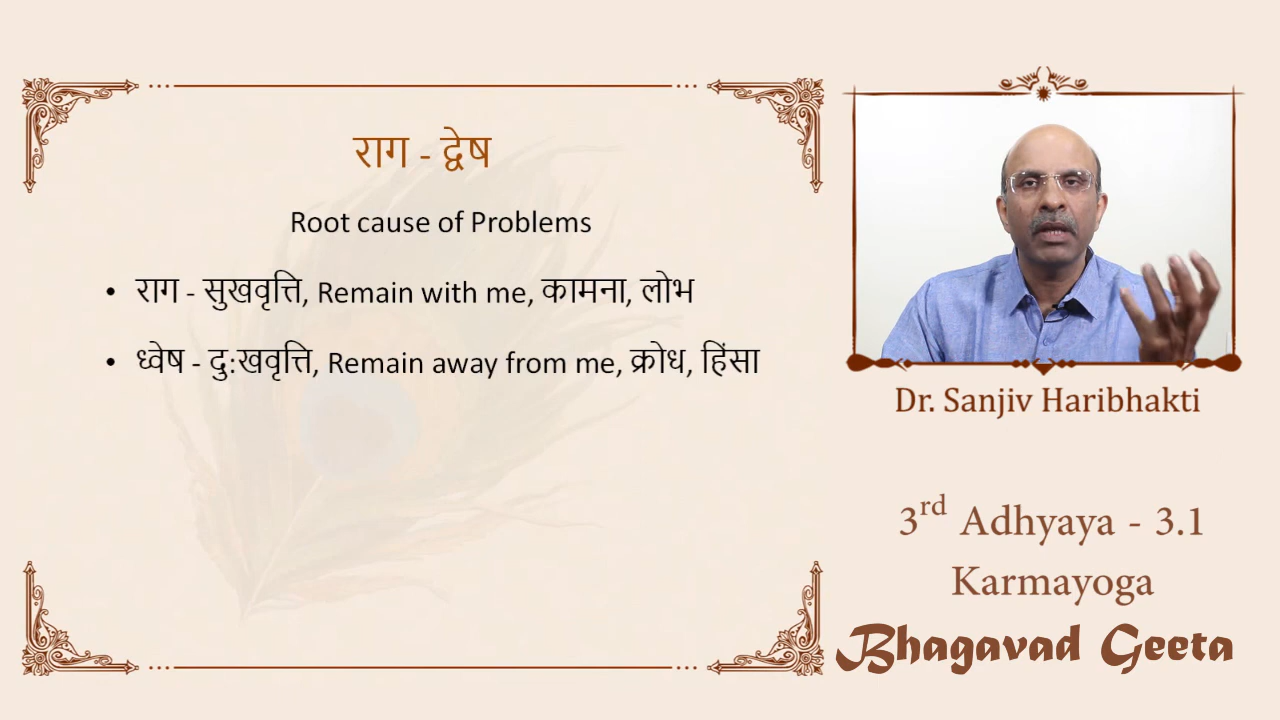 राग - द्वेष
Root cause of Problems
• राग - सुखवृत्ति, Remain with me, कामना, लोभ
• ध्वेष - दुःखवृत्ति, Remain away from me, क्रोध, हिंसा
Dr. Sanjiv Haribhakti
3rd Adhyaya - 3.1
Karmayoga
Bhagavad Geeta